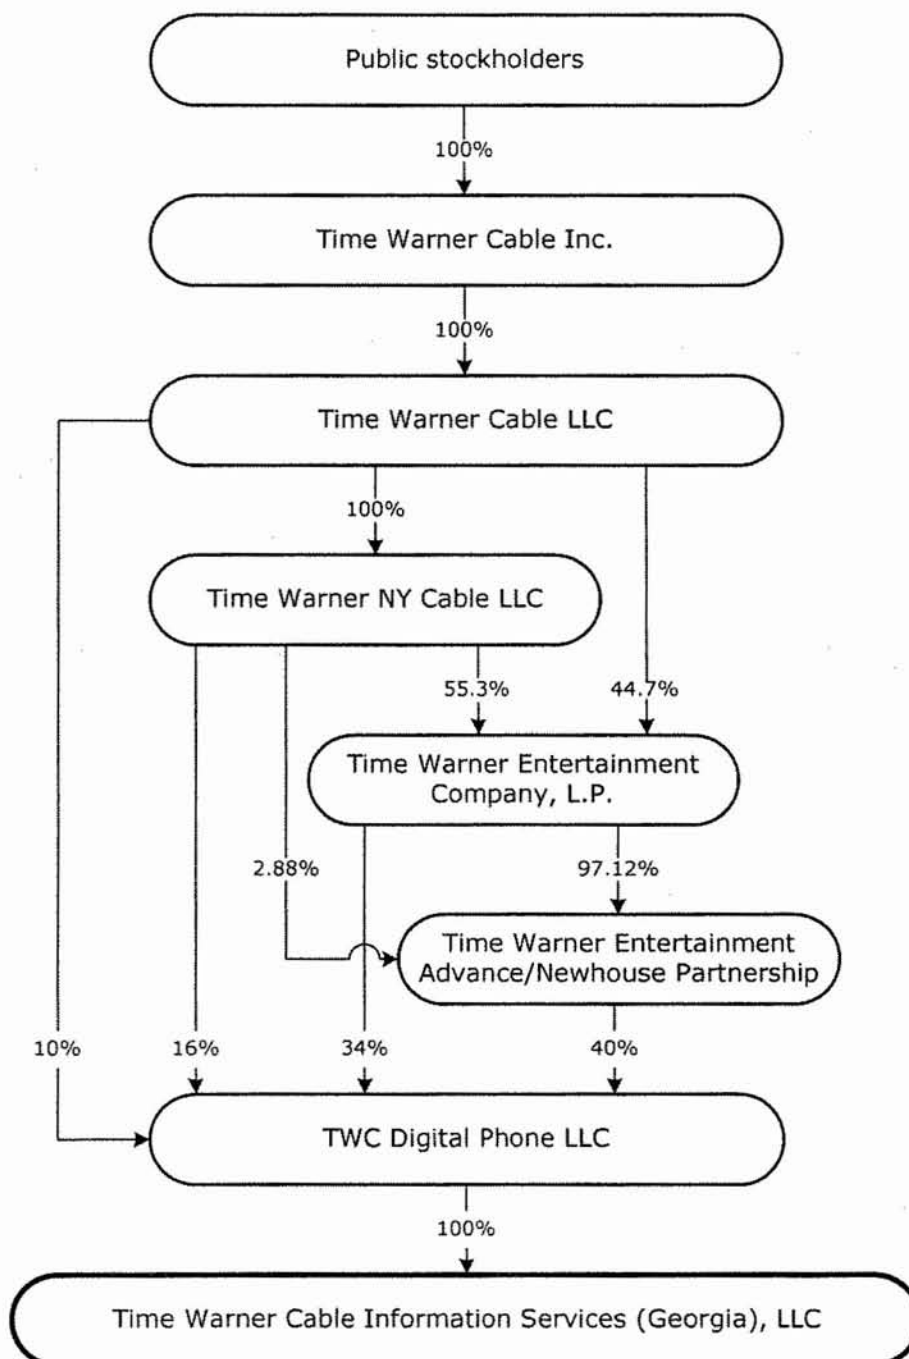 Public stockholders
100%
Time Warner Cable Inc.
100%
Time Warner Cable LLC
100%
Time Warner NY Cable LLC
55.3%
44.7%
Time Warner Entertainment
Company, L.P.
2.88%
97.12%
Time Warner Entertainment
Advance/Newhouse Partnership
10%
16%
34%
40%
TWC Digital Phone LLC
100%
Time Warner Cable Information Services (Georgia), LLC